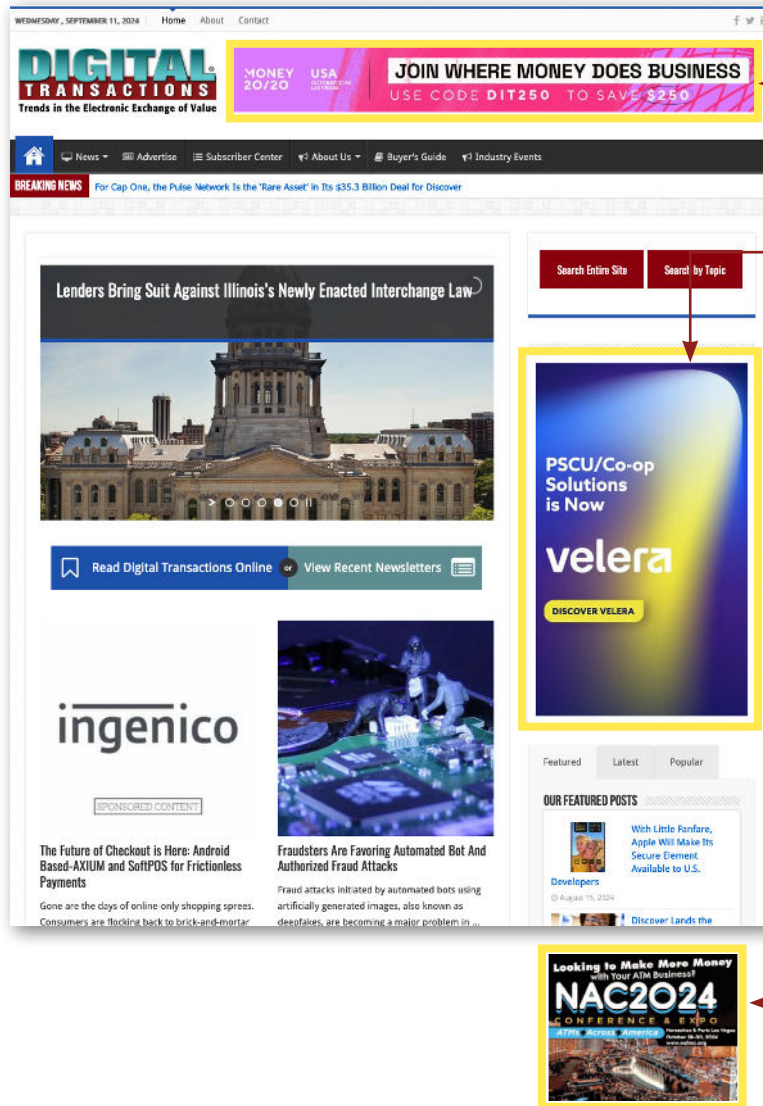 WEDNESDAY, SEPTEMBER 11, 2024 Home About Contact
DIGITAL
TRANSACTIONS
Trends in the Electronic Exchange of Value
MONEY USA
20/20
JOIN WHERE MONEY DOES BUSINESS
USE CODE DIT250 TO SAVE $250
News Advertise Subscriber Center About Us Buyer's Guide Industry Events
BREAKING NEWS For Cap One, the Pulse Network Is the 'Rare Asset' in Its $35.3 Billion Deal for Discover
Lenders Bring Suit Against Illinois's Newly Enacted Interchange Law
Search Entire Site Search by Topic
PSCU/Co-op
Solutions
is Now
velera
DISCOVER VELERA
Read Digital Transactions Online or View Recent Newsletters
ingenico
SPONSORED CONTENT
The Future of Checkout is Here: Android
Based-AXIUM and SoftPOS for Frictionless
Payments
Gone are the days of online only shopping sprees.
Consumers are flocking back to brick-and-mortar
Fraudsters Are Favoring Automated Bot And
Authorized Fraud Attacks
Fraud attacks initiated by automated bots using
artificially generated images, also known as
deepfakes, are becoming a major problem in ...
Featured Latest Popular
OUR FEATURED POSTS
With Little Fanfare,
Apple Will Make Its
Secure Element
Available to U.S.
Developers
August 15, 2024
Discover Lands the
Looking to Make More Money
with Your ATM Business?
NAC2024
CONFERENCE & EXPO
ATMs Across America
Horseshoe & Paris Las Vegas